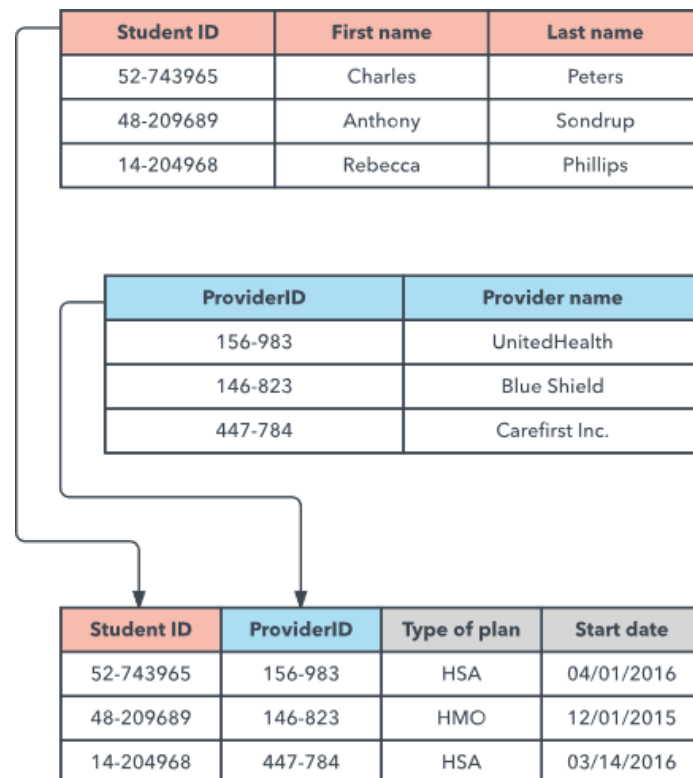 Student ID First name Last name
52-743965 Charles Peters
48-209689 Anthony Sondrup
14-204968 Rebecca Phillips
ProviderID Provider name
156-983 UnitedHealth
146-823 Blue Shield
447-784 Carefirst Inc.
Student ID ProviderID Type of plan Start date
52-743965 156-983 HSA 04/01/2016
48-209689 146-823 HMO 12/01/2015
14-204968 447-784 HSA 03/14/2016